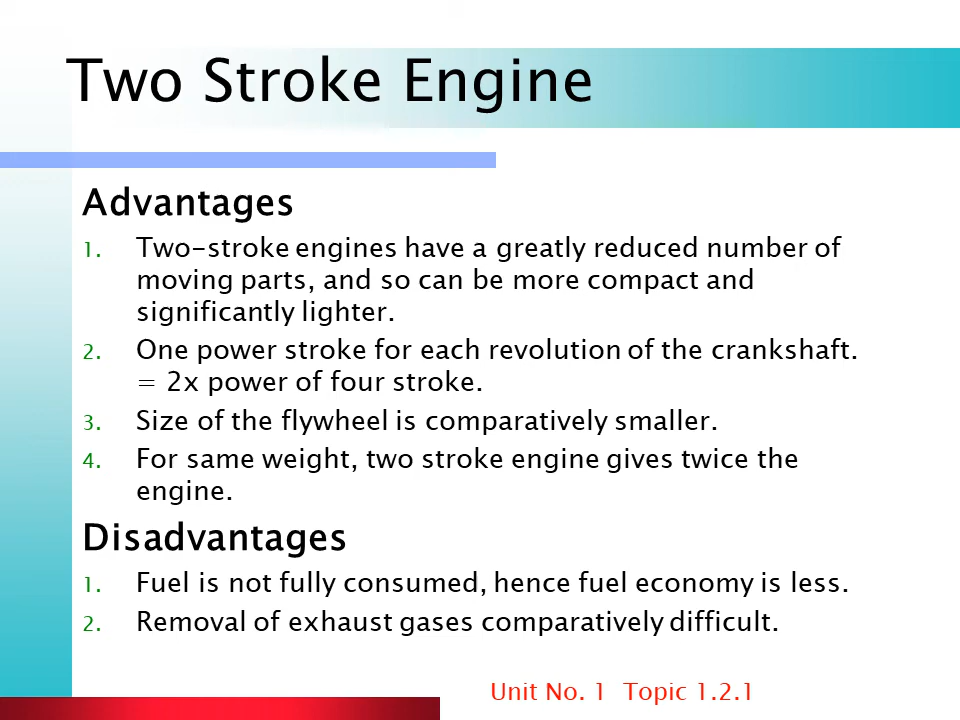 Two Stroke Engine
Advantages
1. Two-stroke engines have a greatly reduced number of
moving parts, and so can be more compact and
significantly lighter.
2. One power stroke for each revolution of the crankshaft.
= 2x power of four stroke.
3. Size of the flywheel is comparatively smaller.
4. For same weight, two stroke engine gives twice the
engine.
Disadvantages
1. Fuel is not fully consumed, hence fuel economy is less.
2. Removal of exhaust gases comparatively difficult.
Unit No. 1 Topic 1.2.1